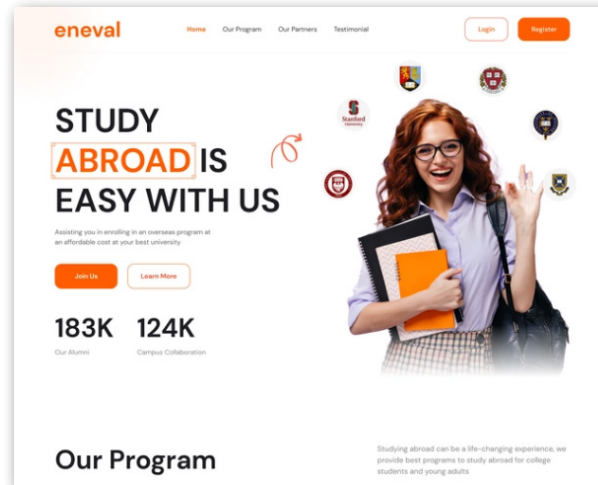 eneval
Home Our Program Our Partners Testimonial
Login Register
STUDY
ABROAD IS
EASY WITH US
Assisting you in enrolling in an overseas program at
an affordable cost at your best university
Join Us Learn More
183K 124K
Our Alumni Campus Collaboration
Stanford
University
Our Program
Studying abroad can be a life-changing experience, we
provide best programs to study abroad for college
students and young adults